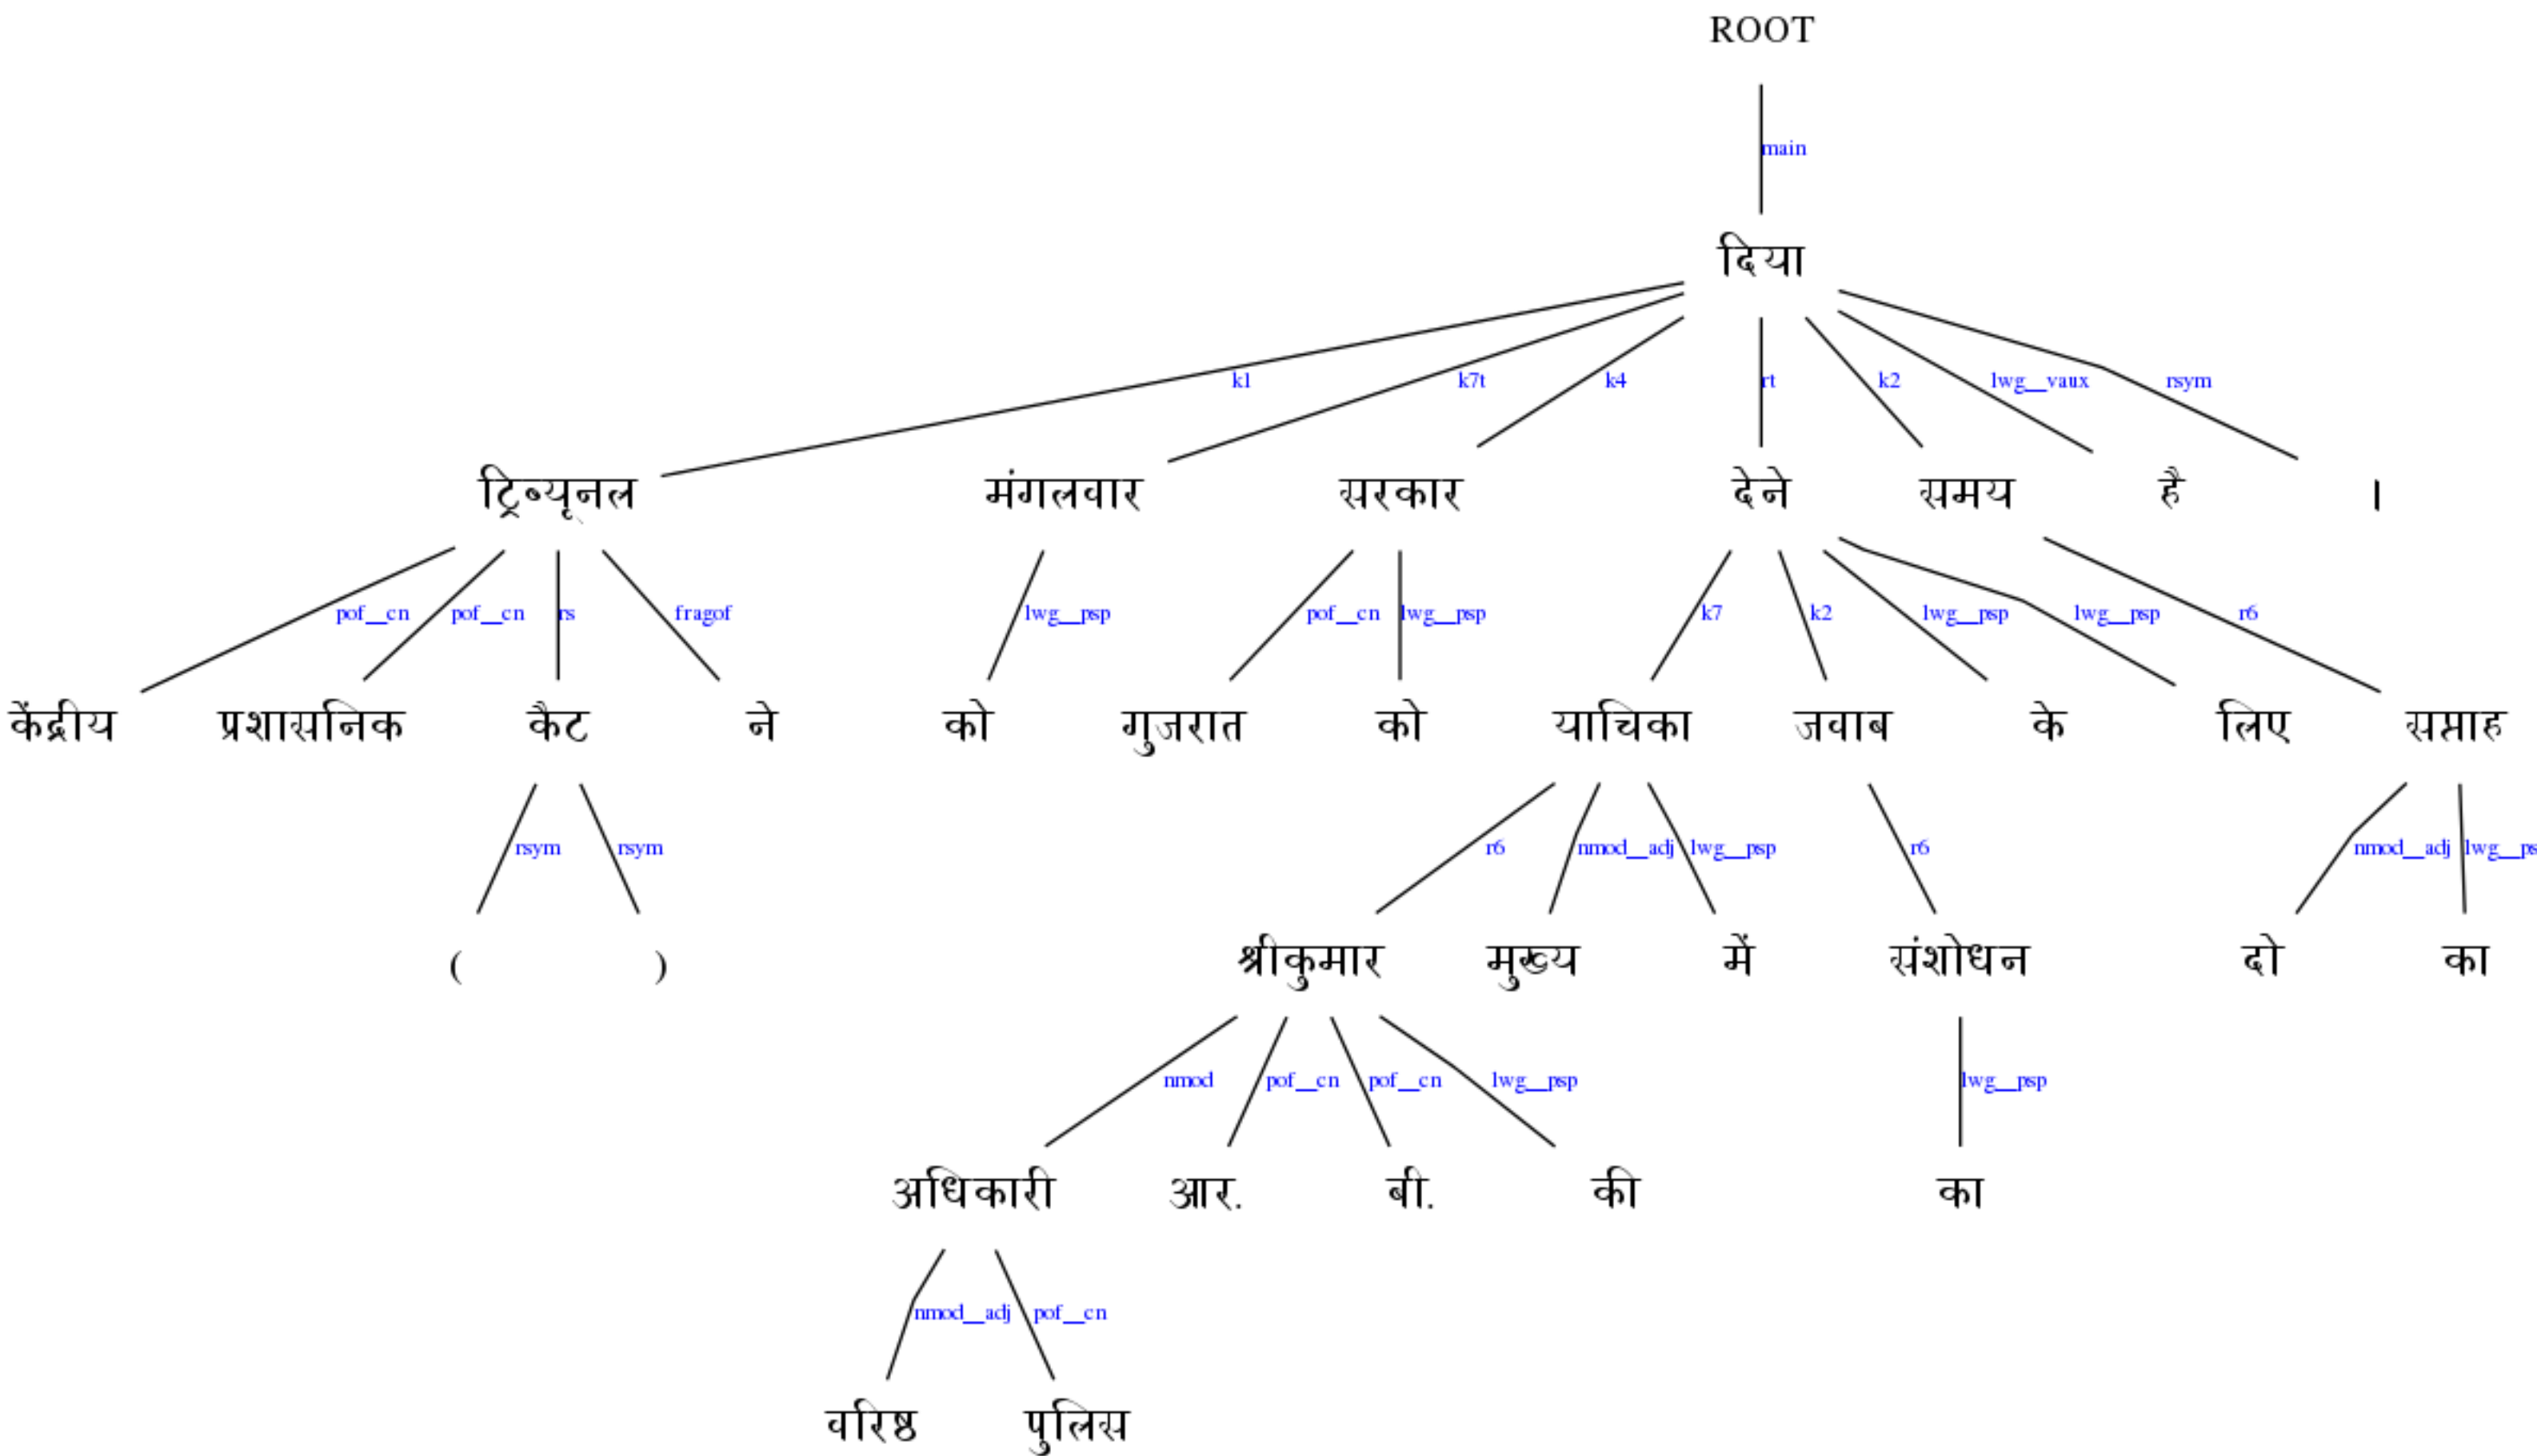 ROOT
main
दिया
k1 k7t k4 rt k2 lwg__vaux rsym
ट्रिब्यूनल मंगलवार सरकार देने समय है ।
pof__cn pof__cn rs fragof lwg__psp pof__cn lwg__psp k7 k2 lwg__psp lwg__psp r6
केंद्रीय प्रशासनिक कैट ने को गुजरात को याचिका जवाब के लिए सप्ताह
rsym rsym r6 nmod__adj lwg__psp r6 nmod__adj lwg__ps
( ) श्रीकुमार मुख्य में संशोधन दो का
nmod pof__cn pof__cn lwg__psp lwg__psp
अधिकारी आर. बी. की का
nmod__adj pof__cn
वरिष्ठ पुलिस